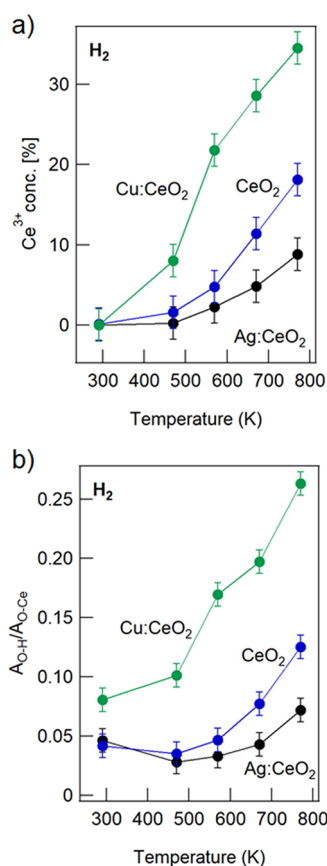 a)
H₂
Ce³⁺ conc. [%]
30
20
10
0
Cu:CeO₂
CeO₂
Ag:CeO₂
300 400 500 600 700 800
Temperature (K)
b)
H₂
A_O-H/A_O-Ce
0.25
0.20
0.15
0.10
0.05
0
Cu:CeO₂
CeO₂
Ag:CeO₂
300 400 500 600 700 800
Temperature (K)